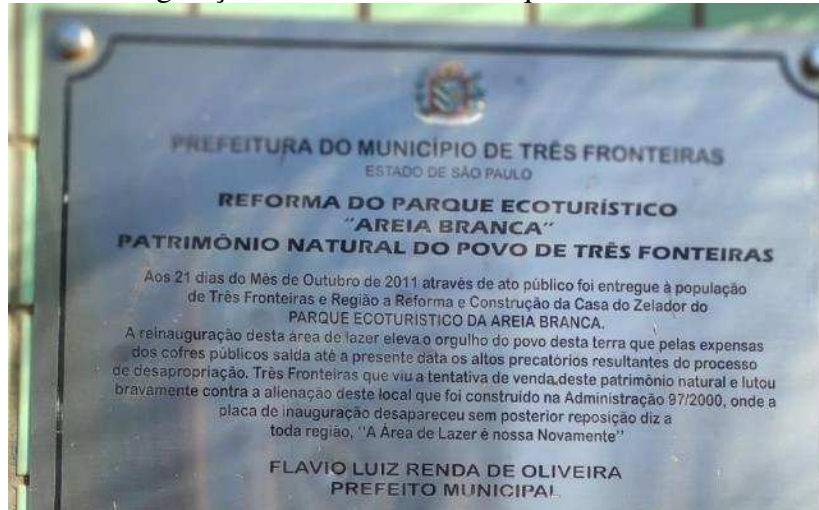 PREFEITURA DO MUNICÍPIO DE TRÊS FRONTEIRAS
ESTADO DE SÃO PAULO
REFORMA DO PARQUE ECOTURÍSTICO
"AREIA BRANCA"
PATRIMÔNIO NATURAL DO POVO DE TRÊS FONTEIRAS
Aos 21 dias do Mês de Outubro de 2011 através de ato público foi entregue à população
de Três Fronteiras e Região a Reforma e Construção da Casa do Zelador do
PARQUE ECOTURÍSTICO DA AREIA BRANCA.
A reinauguração desta área de lazer eleva o orgulho do povo desta terra que pelas expensas
dos cofres públicos salda até a presente data os altos precatórios resultantes do processo
de desapropriação. Três Fronteiras que viu a tentativa de venda deste patrimônio natural e lutou
bravamente contra a alienação deste local que foi construído na Administração 97/2000, onde a
placa de inauguração desapareceu sem posterior reposição diz a
toda região, "A Área de Lazer é nossa Novamente"
FLAVIO LUIZ RENDA DE OLIVEIRA
PREFEITO MUNICIPAL